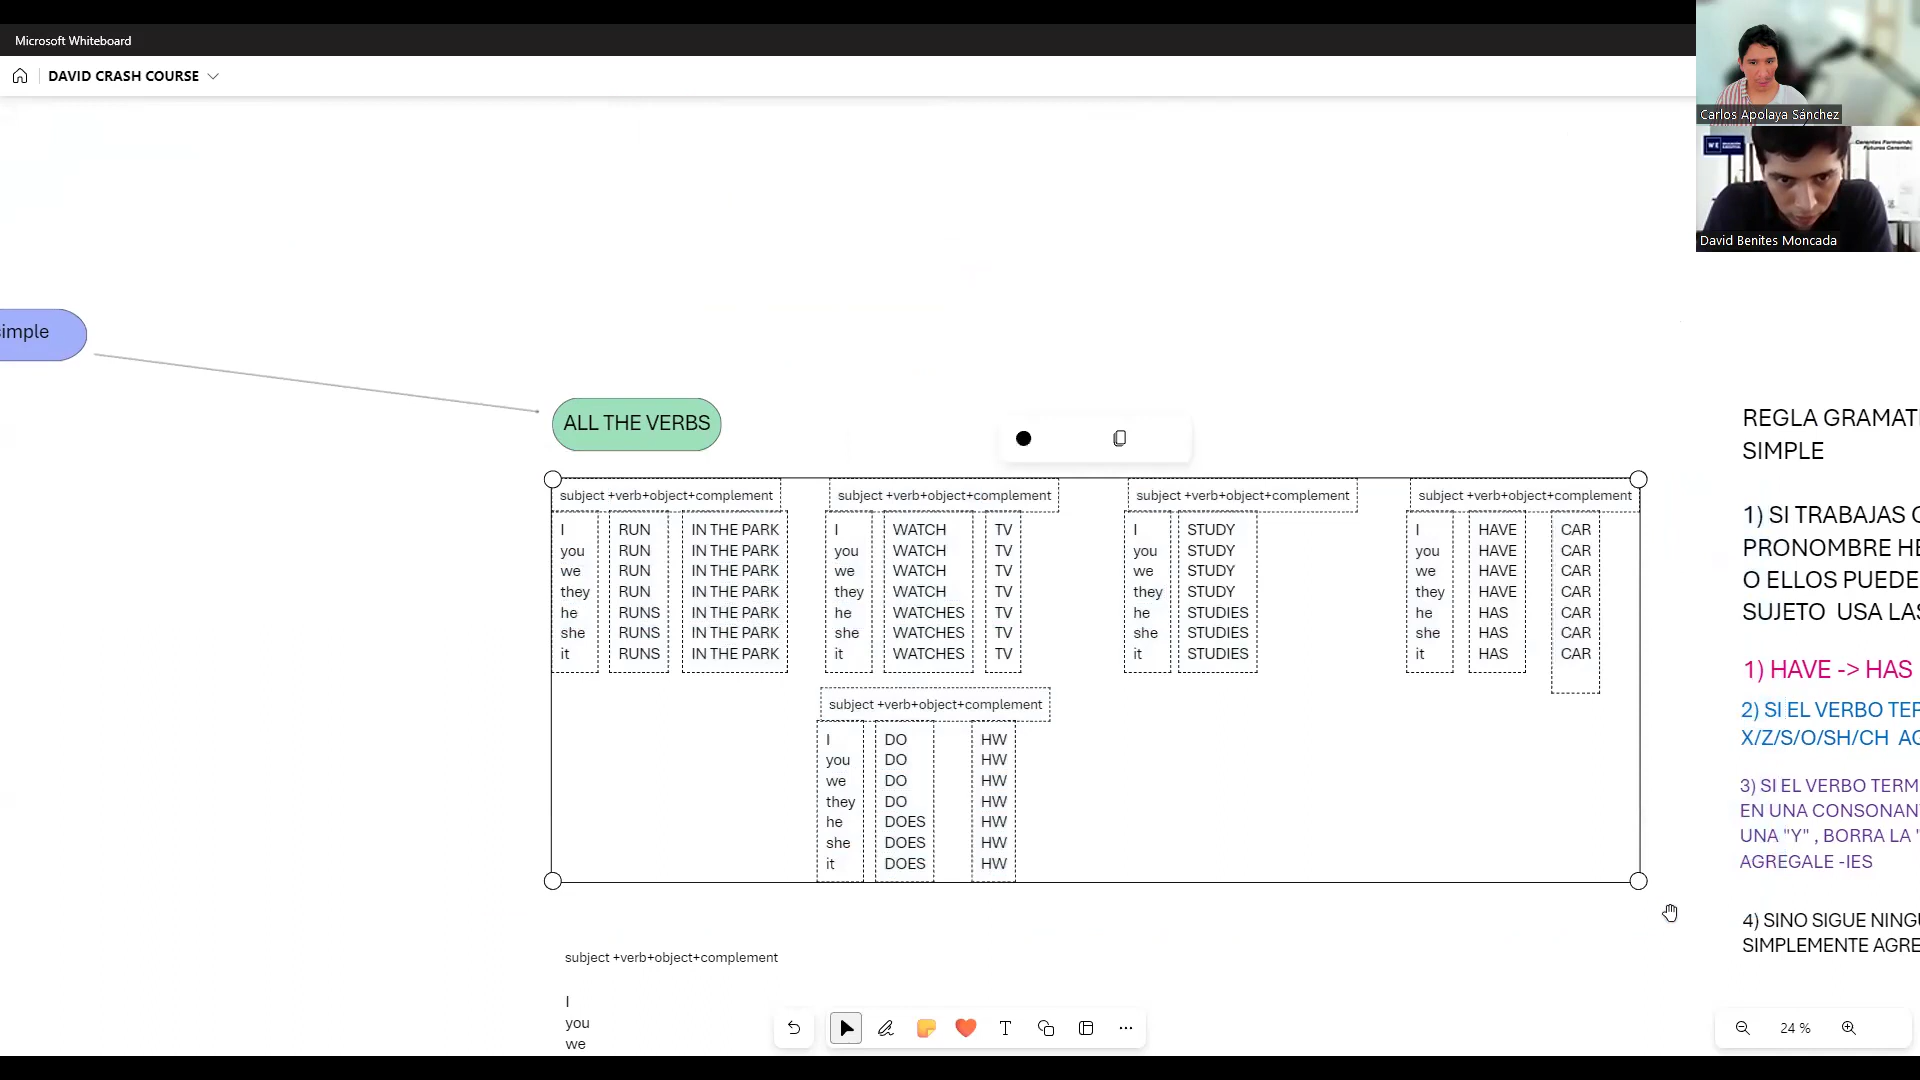 Microsoft Whiteboard
DAVID CRASH COURSE
Carlos Apolaya Sánchez
WE
Gerentes Formando
Futuros Gerentes
David Benites Moncada
simple
ALL THE VERBS
subject +verb+object+complement
I RUN IN THE PARK
you RUN IN THE PARK
we RUN IN THE PARK
they RUN IN THE PARK
he RUNS IN THE PARK
she RUNS IN THE PARK
it RUNS IN THE PARK
subject +verb+object+complement
I WATCH TV
you WATCH TV
we WATCH TV
they WATCH TV
he WATCHES TV
she WATCHES TV
it WATCHES TV
subject +verb+object+complement
I STUDY
you STUDY
we STUDY
they STUDY
he STUDIES
she STUDIES
it STUDIES
subject +verb+object+complement
I HAVE CAR
you HAVE CAR
we HAVE CAR
they HAVE CAR
he HAS CAR
she HAS CAR
it HAS CAR
subject +verb+object+complement
I DO HW
you DO HW
we DO HW
they DO HW
he DOES HW
she DOES HW
it DOES HW
subject +verb+object+complement
I
you
we
REGLA GRAMATI
SIMPLE
1) SI TRABAJAS
PRONOMBRE HE
O ELLOS PUEDE
SUJETO USA LAS
1) HAVE -> HAS
2) SI EL VERBO TER
X/Z/S/O/SH/CH AG
3) SI EL VERBO TERM
EN UNA CONSONAN
UNA "Y" , BORRA LA "
AGREGALE -IES
4) SINO SIGUE NING
SIMPLEMENTE AGRE
24 %